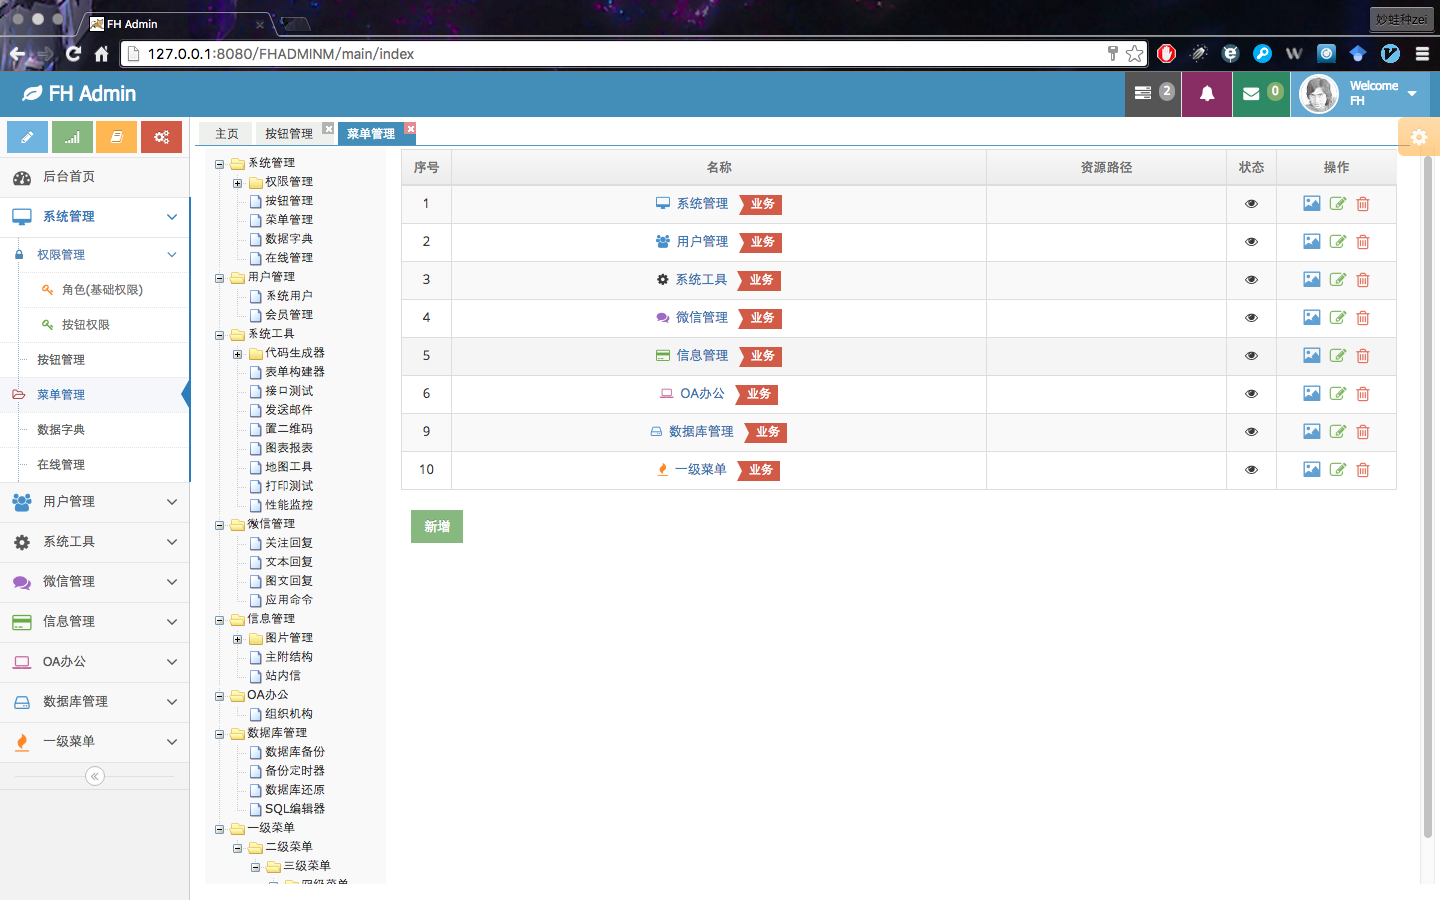 FH Admin
妙蛙种zei
127.0.0.1:8080/FHADMINM/main/index
FH Admin
2
0
Welcome
FH
主页
按钮管理
菜单管理
后台首页
系统管理
权限管理
角色(基础权限)
按钮权限
按钮管理
菜单管理
数据字典
在线管理
用户管理
系统工具
微信管理
信息管理
OA办公
数据库管理
一级菜单
系统管理
权限管理
按钮管理
菜单管理
数据字典
在线管理
用户管理
系统用户
会员管理
系统工具
代码生成器
表单构建器
接口测试
发送邮件
置二维码
图表报表
地图工具
打印测试
性能监控
微信管理
关注回复
文本回复
图文回复
应用命令
信息管理
图片管理
主附结构
站内信
OA办公
组织机构
数据库管理
数据库备份
备份定时器
数据库还原
SQL编辑器
一级菜单
二级菜单
三级菜单
四级菜单
序号 名称 资源路径 状态 操作
1 系统管理 业务
2 用户管理 业务
3 系统工具 业务
4 微信管理 业务
5 信息管理 业务
6 OA办公 业务
9 数据库管理 业务
10 一级菜单 业务
新增